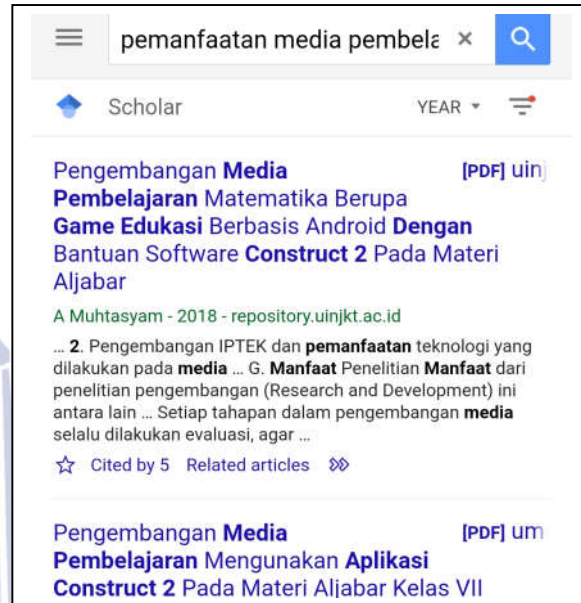 pemanfaatan media pembela ×
Scholar YEAR
Pengembangan Media [PDF] uinj
Pembelajaran Matematika Berupa
Game Edukasi Berbasis Android Dengan
Bantuan Software Construct 2 Pada Materi
Aljabar
A Muhtasyam - 2018 - repository.uinjkt.ac.id
... 2. Pengembangan IPTEK dan pemanfaatan teknologi yang
dilakukan pada media ... G. Manfaat Penelitian Manfaat dari
penelitian pengembangan (Research and Development) ini
antara lain ... Setiap tahapan dalam pengembangan media
selalu dilakukan evaluasi, agar ...
Cited by 5 Related articles
Pengembangan Media [PDF] um
Pembelajaran Mengunakan Aplikasi
Construct 2 Pada Materi Aljabar Kelas VII